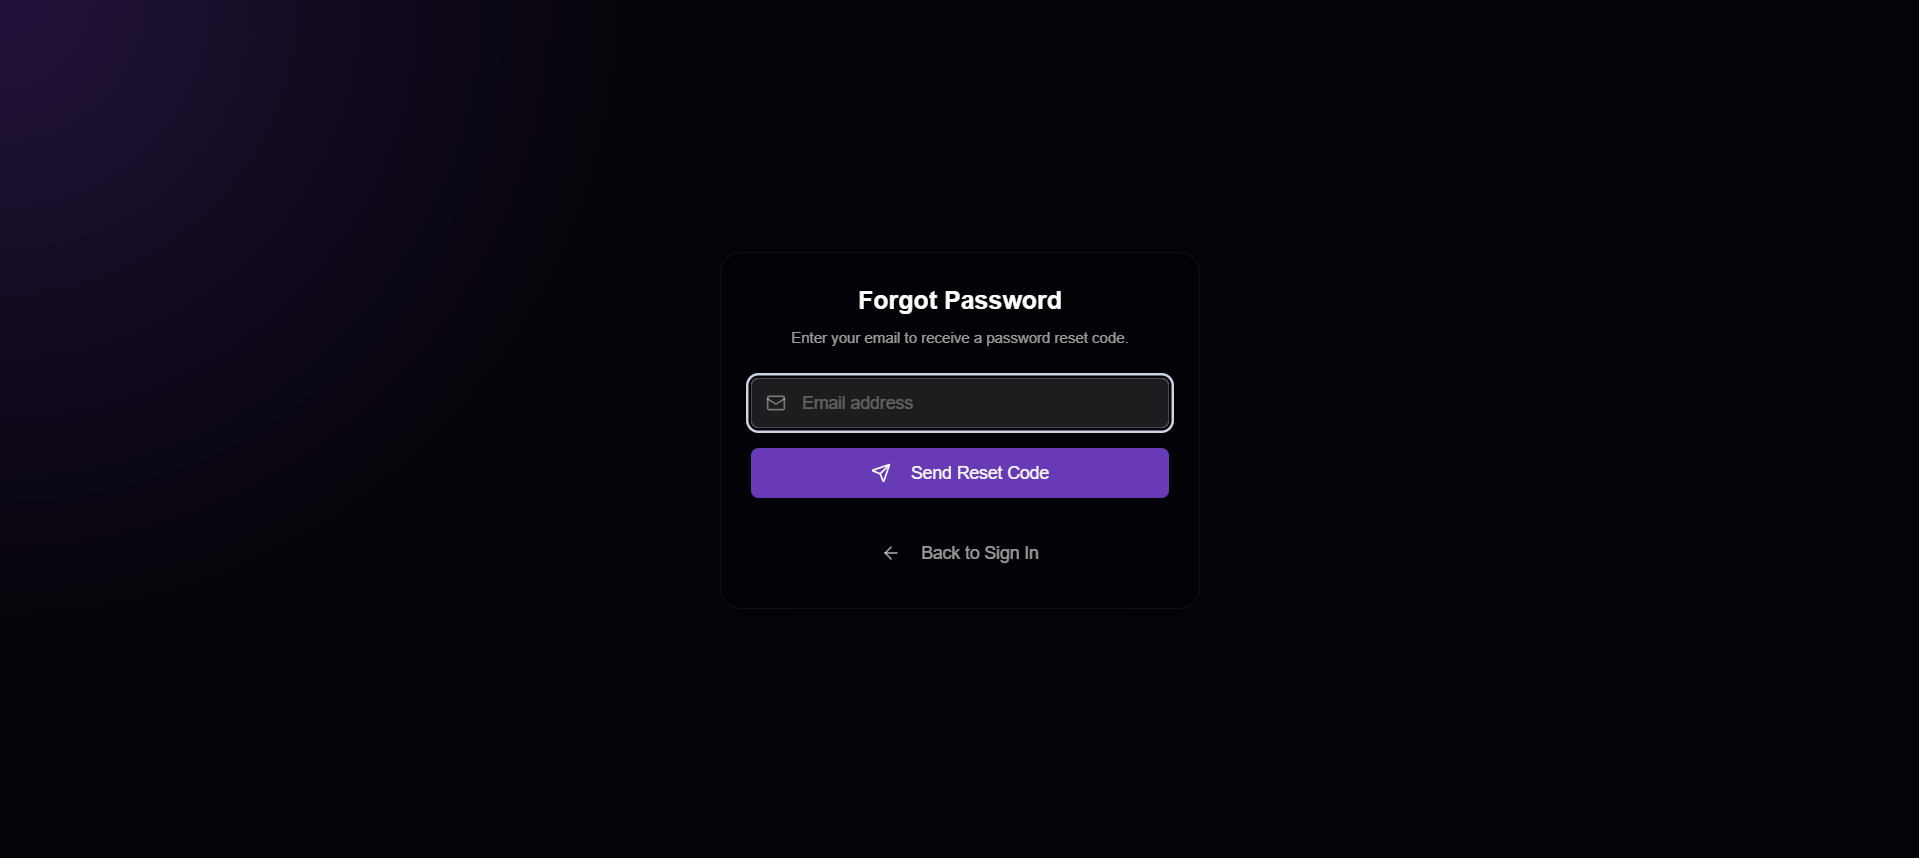 Forgot Password
Enter your email to receive a password reset code.
Email address
Send Reset Code
Back to Sign In